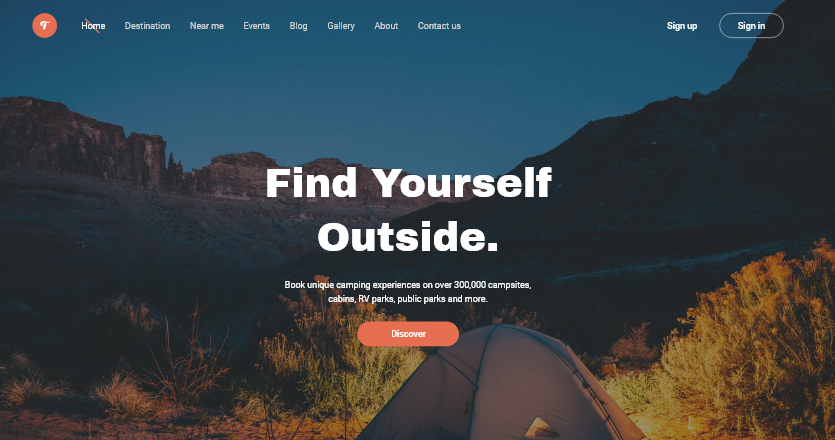 Home Destination Near me Events Blog Gallery About Contact us Sign up Sign in
Find Yourself
Outside.
Book unique camping experiences on over 300,000 campsites,
cabins, RV parks, public parks and more.
Discover